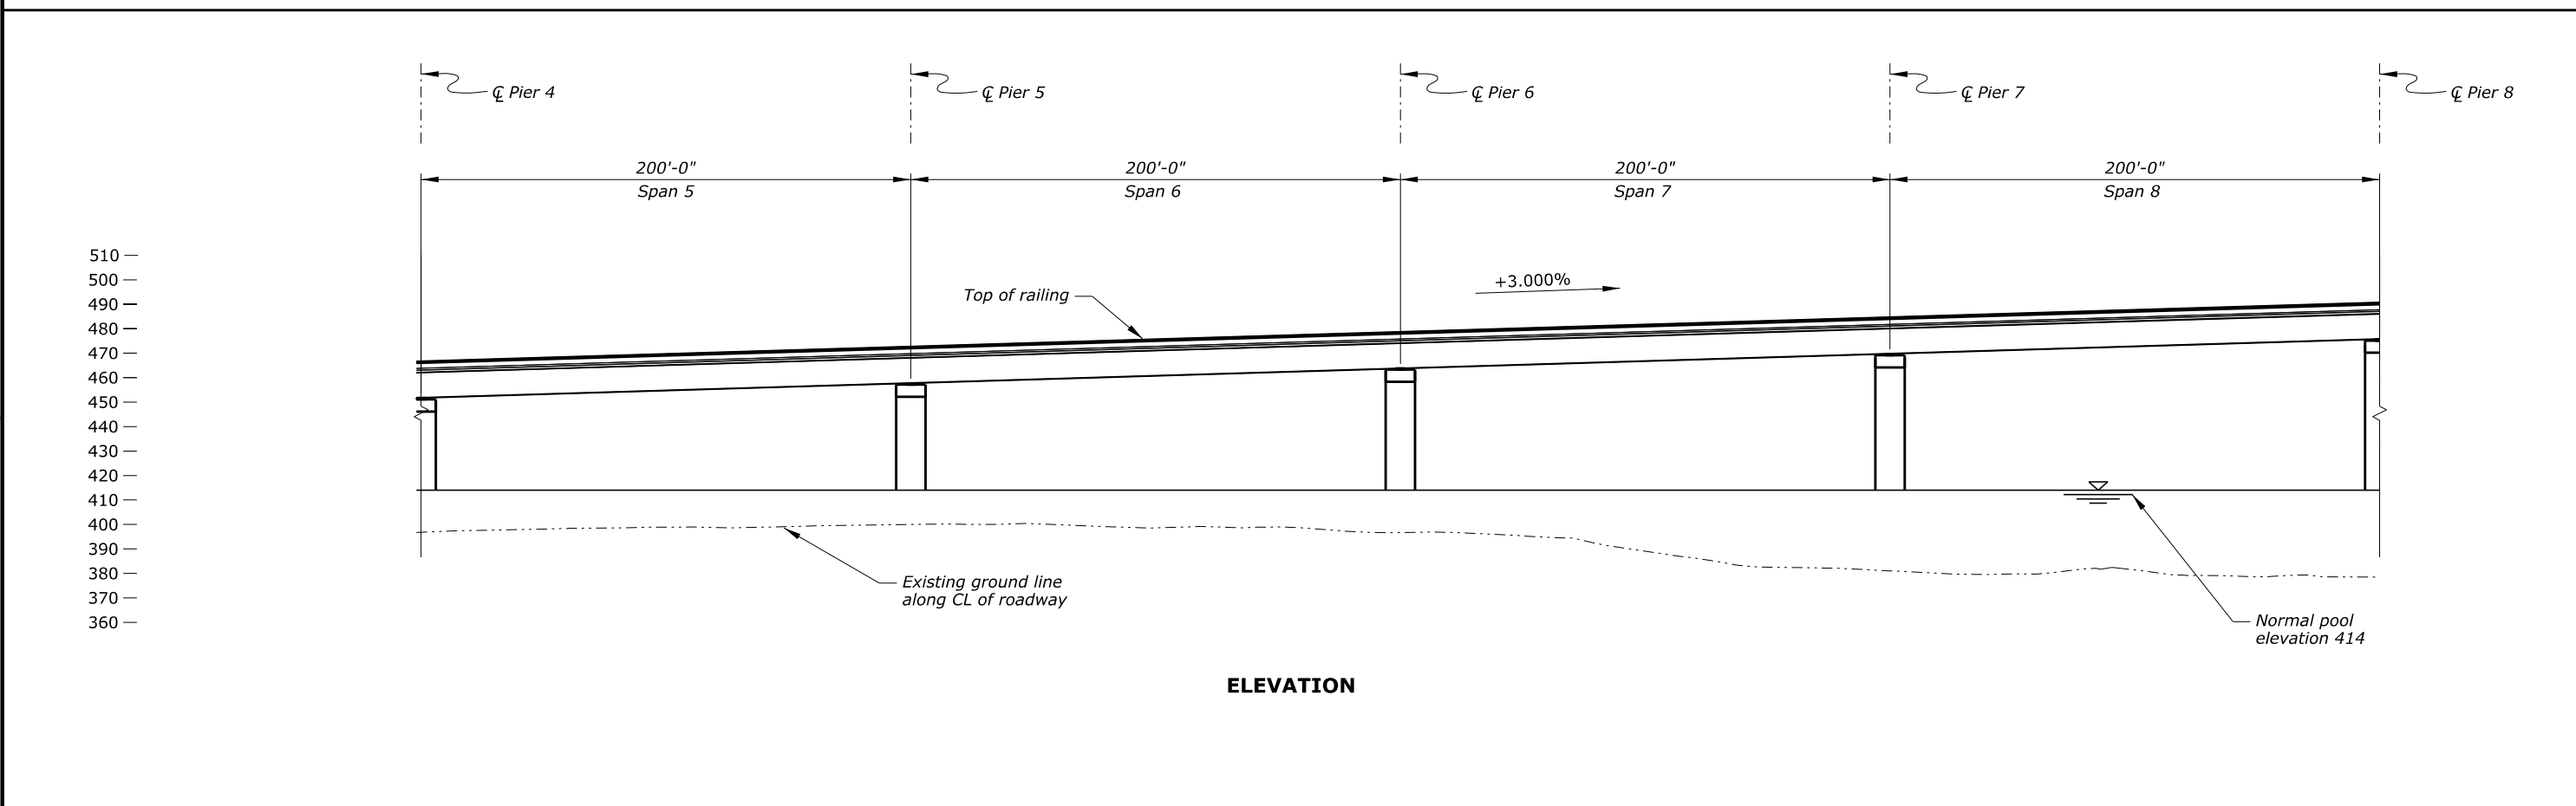 ℄ Pier 4
℄ Pier 5
℄ Pier 6
℄ Pier 7
℄ Pier 8
200'-0"
Span 5
200'-0"
Span 6
200'-0"
Span 7
200'-0"
Span 8
510
500
490
480
470
460
450
440
430
420
410
400
390
380
370
360
Top of railing
+3.000%
Existing ground line
along CL of roadway
Normal pool
elevation 414
ELEVATION